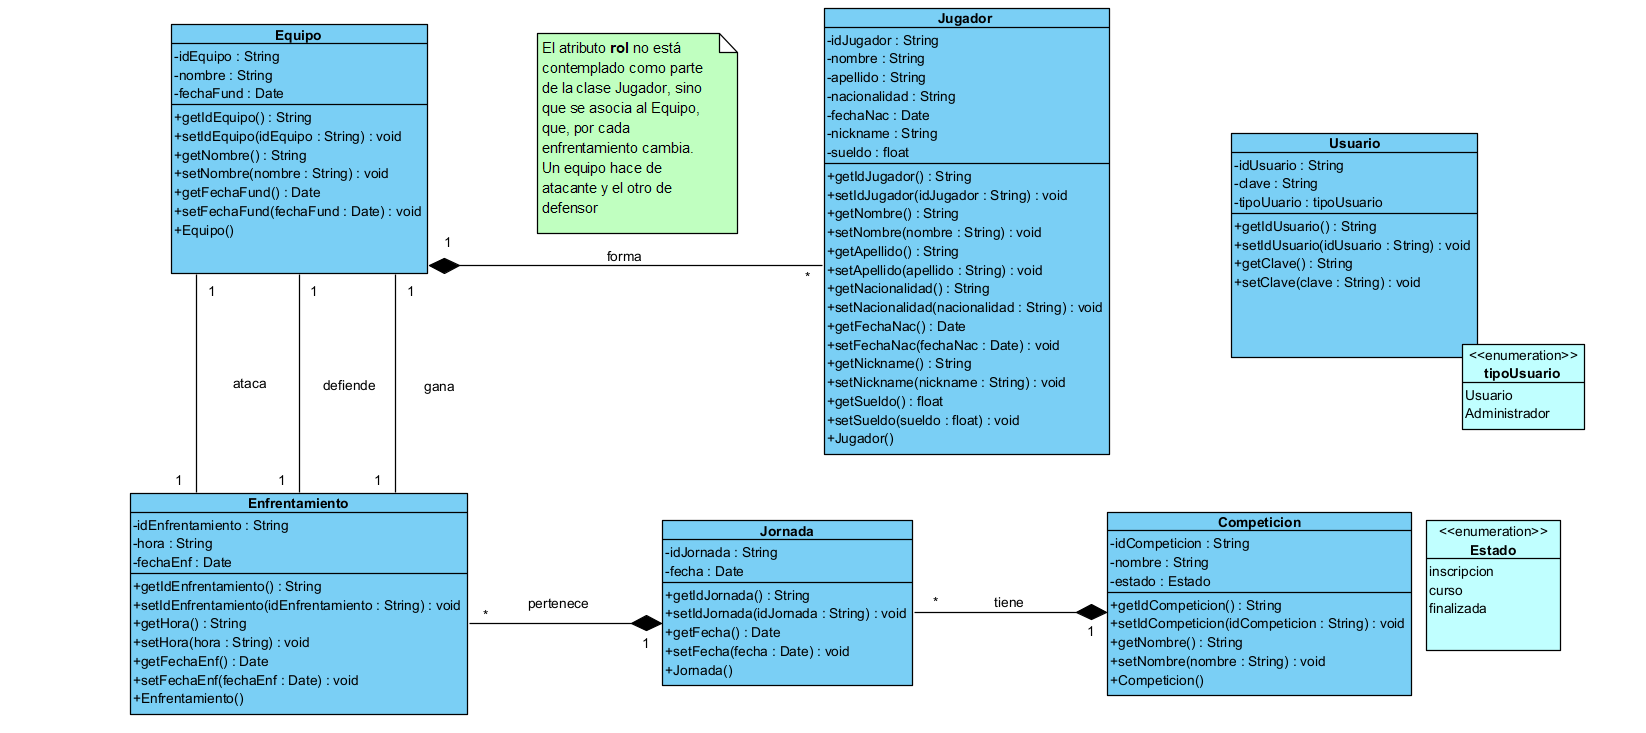 Equipo
-idEquipo : String
-nombre : String
-fechaFund : Date
+getIdEquipo() : String
+setIdEquipo(idEquipo : String) : void
+getNombre() : String
+setNombre(nombre : String) : void
+getFechaFund() : Date
+setFechaFund(fechaFund : Date) : void
+Equipo()
El atributo rol no está
contemplado como parte
de la clase Jugador, sino
que se asocia al Equipo,
que, por cada
enfrentamiento cambia.
Un equipo hace de
atacante y el otro de
defensor
Jugador
-idJugador : String
-nombre : String
-apellido : String
-nacionalidad : String
-fechaNac : Date
-nickname : String
-sueldo : float
+getIdJugador() : String
+setIdJugador(idJugador : String) : void
+getNombre() : String
+setNombre(nombre : String) : void
+getApellido() : String
+setApellido(apellido : String) : void
+getNacionalidad() : String
+setNacionalidad(nacionalidad : String) : void
+getFechaNac() : Date
+setFechaNac(fechaNac : Date) : void
+getNickname() : String
+setNickname(nickname : String) : void
+getSueldo() : float
+setSueldo(sueldo : float) : void
+Jugador()
Usuario
-idUsuario : String
-clave : String
-tipoUuario : tipoUsuario
+getIdUsuario() : String
+setIdUsuario(idUsuario : String) : void
+getClave() : String
+setClave(clave : String) : void
<<enumeration>>
tipoUsuario
Usuario
Administrador
1
forma
*
1
1
1
ataca
defiende
gana
1
1
1
Enfrentamiento
-idEnfrentamiento : String
-hora : String
-fechaEnf : Date
+getIdEnfrentamiento() : String
+setIdEnfrentamiento(idEnfrentamiento : String) : void
+getHora() : String
+setHora(hora : String) : void
+getFechaEnf() : Date
+setFechaEnf(fechaEnf : Date) : void
+Enfrentamiento()
*
pertenece
1
Jornada
-idJornada : String
-fecha : Date
+getIdJornada() : String
+setIdJornada(idJornada : String) : void
+getFecha() : Date
+setFecha(fecha : Date) : void
+Jornada()
*
tiene
1
Competicion
-idCompeticion : String
-nombre : String
-estado : Estado
+getIdCompeticion() : String
+setIdCompeticion(idCompeticion : String) : void
+getNombre() : String
+setNombre(nombre : String) : void
+Competicion()
<<enumeration>>
Estado
inscripcion
curso
finalizada